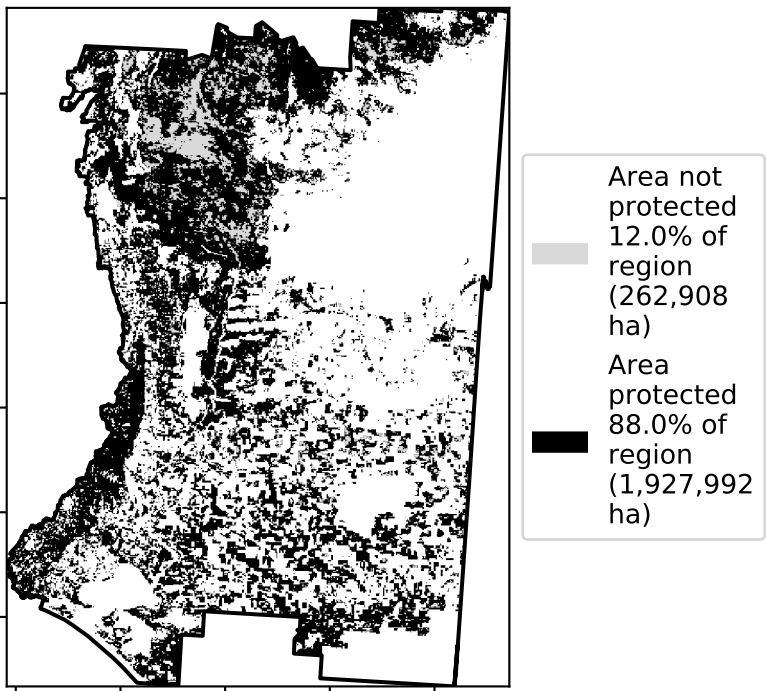 Area not
protected
12.0% of
region
(262,908
ha)
Area
protected
88.0% of
region
(1,927,992
ha)